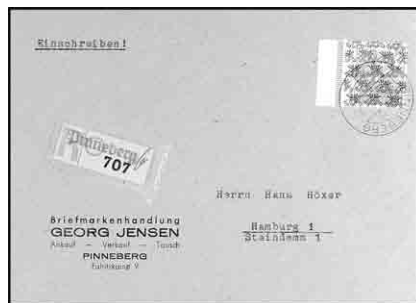 Einschreiben!
Pinneberg
707
Herrn Hans Höxer
Hamburg 1
Steindamm 1
Briefmarkenhandlung
GEORG JENSEN
Ankauf – Verkauf – Tausch
PINNEBERG